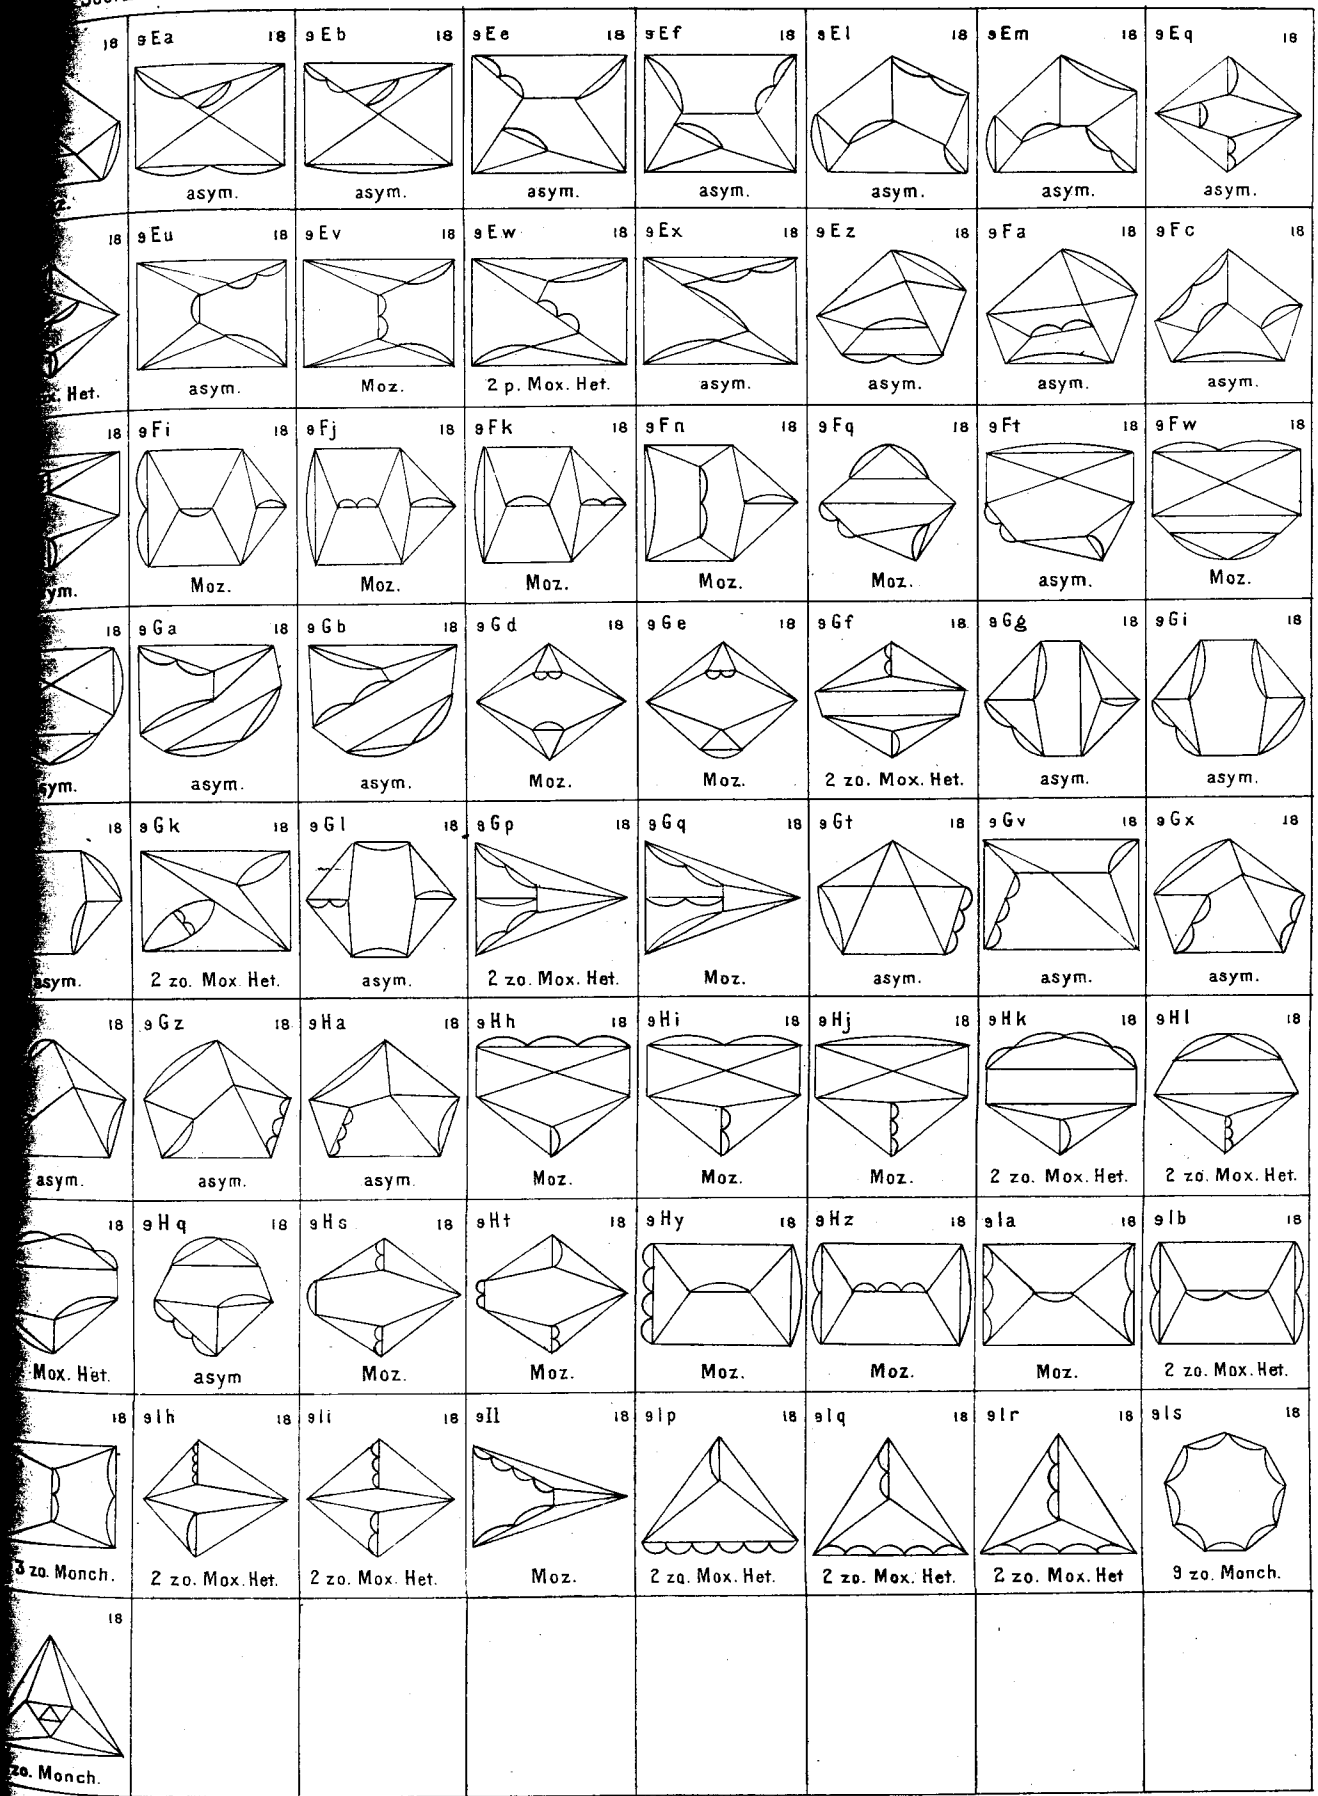 18 9Ea 18 9Eb 18 9Ee 18 9Ef 18 9El 18 9Em 18 9Eq 18
asym. asym. asym. asym. asym. asym. asym.
18 9Eu 18 9Ev 18 9Ew 18 9Ex 18 9Ez 18 9Fa 18 9Fc 18
Het. asym. Moz. 2 p. Mox. Het. asym. asym. asym. asym.
18 9Fi 18 9Fj 18 9Fk 18 9Fn 18 9Fq 18 9Ft 18 9Fw 18
ym. Moz. Moz. Moz. Moz. Moz. asym. Moz.
18 9Ga 18 9Gb 18 9Gd 18 9Ge 18 9Gf 18 9Gg 18 9Gi 18
sym. asym. asym. Moz. Moz. 2 zo. Mox. Het. asym. asym.
18 9Gk 18 9Gl 18 9Gp 18 9Gq 18 9Gt 18 9Gv 18 9Gx 18
asym. 2 zo. Mox. Het. asym. 2 zo. Mox. Het. Moz. asym. asym. asym.
18 9Gz 18 9Ha 18 9Hh 18 9Hi 18 9Hj 18 9Hk 18 9Hl 18
asym. asym. asym. Moz. Moz. Moz. 2 zo. Mox. Het. 2 zo. Mox. Het.
18 9Hq 18 9Hs 18 9Ht 18 9Hy 18 9Hz 18 9Ia 18 9Ib 18
Mox. Het. asym Moz. Moz. Moz. Moz. Moz. 2 zo. Mox. Het.
18 9Ih 18 9Ii 18 9Il 18 9Ip 18 9Iq 18 9Ir 18 9Is 18
3 zo. Monch. 2 zo. Mox. Het. 2 zo. Mox. Het. Moz. 2 zo. Mox. Het. 2 zo. Mox. Het. 2 zo. Mox. Het 9 zo. Monch.
18
zo. Monch.